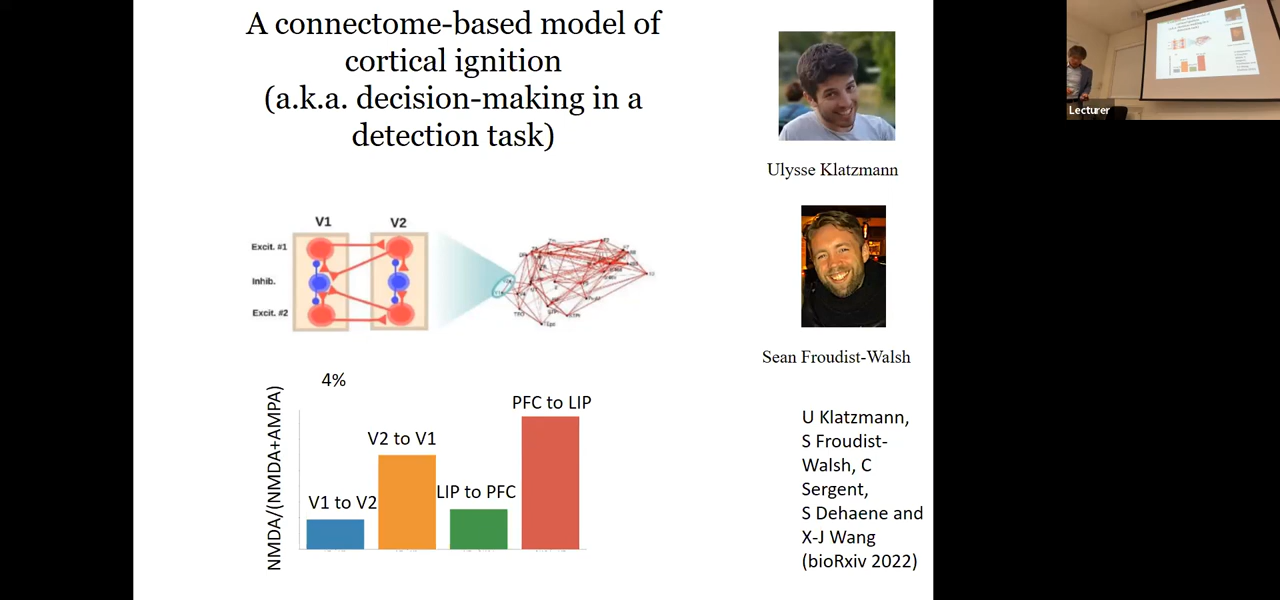 A connectome-based model of
cortical ignition
(a.k.a. decision-making in a
detection task)
Ulysse Klatzmann
Sean Froudist-Walsh
V1
V2
Excit. #1
Inhib.
Excit. #2
4%
NMDA/(NMDA+AMPA)
V1 to V2
V2 to V1
LIP to PFC
PFC to LIP
U Klatzmann,
S Froudist-
Walsh, C
Sergent,
S Dehaene and
X-J Wang
(bioRxiv 2022)
Lecturer